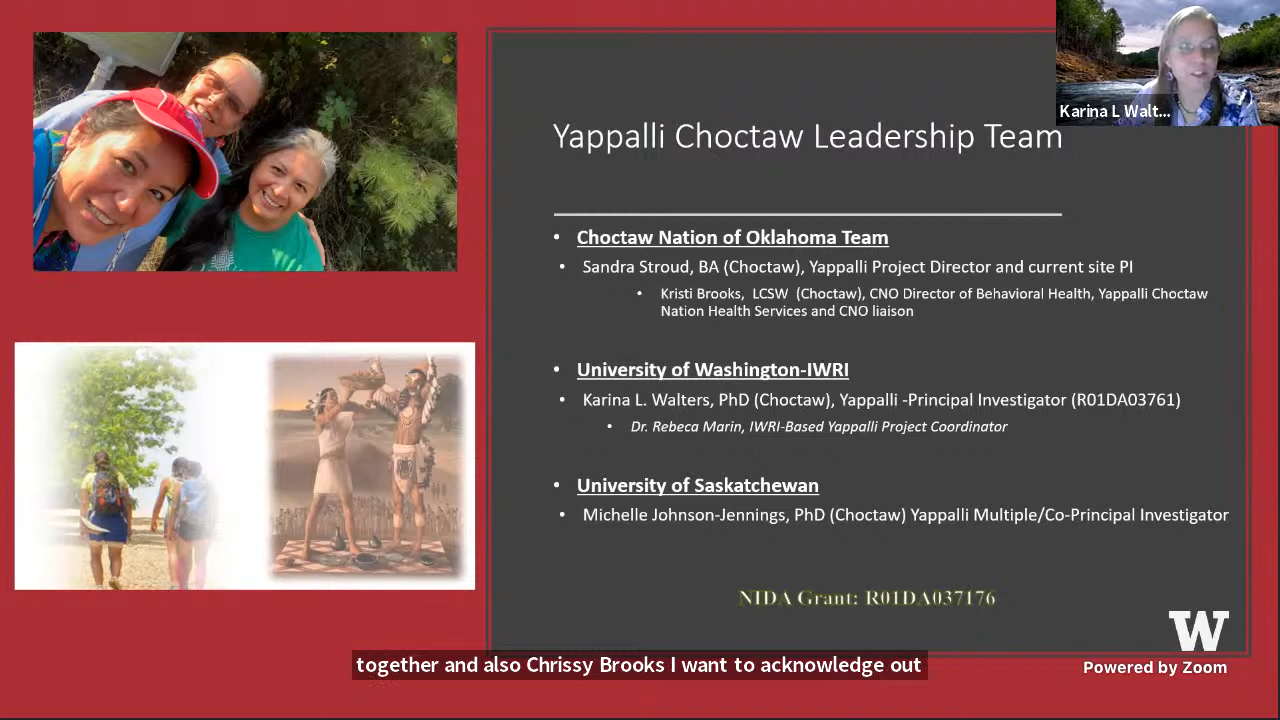 Karina L Walt...
Yappalli Choctaw Leadership Team
• Choctaw Nation of Oklahoma Team
• Sandra Stroud, BA (Choctaw), Yappalli Project Director and current site PI
• Kristi Brooks, LCSW (Choctaw), CNO Director of Behavioral Health, Yappalli Choctaw
Nation Health Services and CNO liaison
• University of Washington-IWRI
• Karina L. Walters, PhD (Choctaw), Yappalli -Principal Investigator (R01DA03761)
• Dr. Rebeca Marin, IWRI-Based Yappalli Project Coordinator
• University of Saskatchewan
• Michelle Johnson-Jennings, PhD (Choctaw) Yappalli Multiple/Co-Principal Investigator
NIDA Grant: R01DA037176
W
Powered by Zoom
together and also Chrissy Brooks I want to acknowledge out